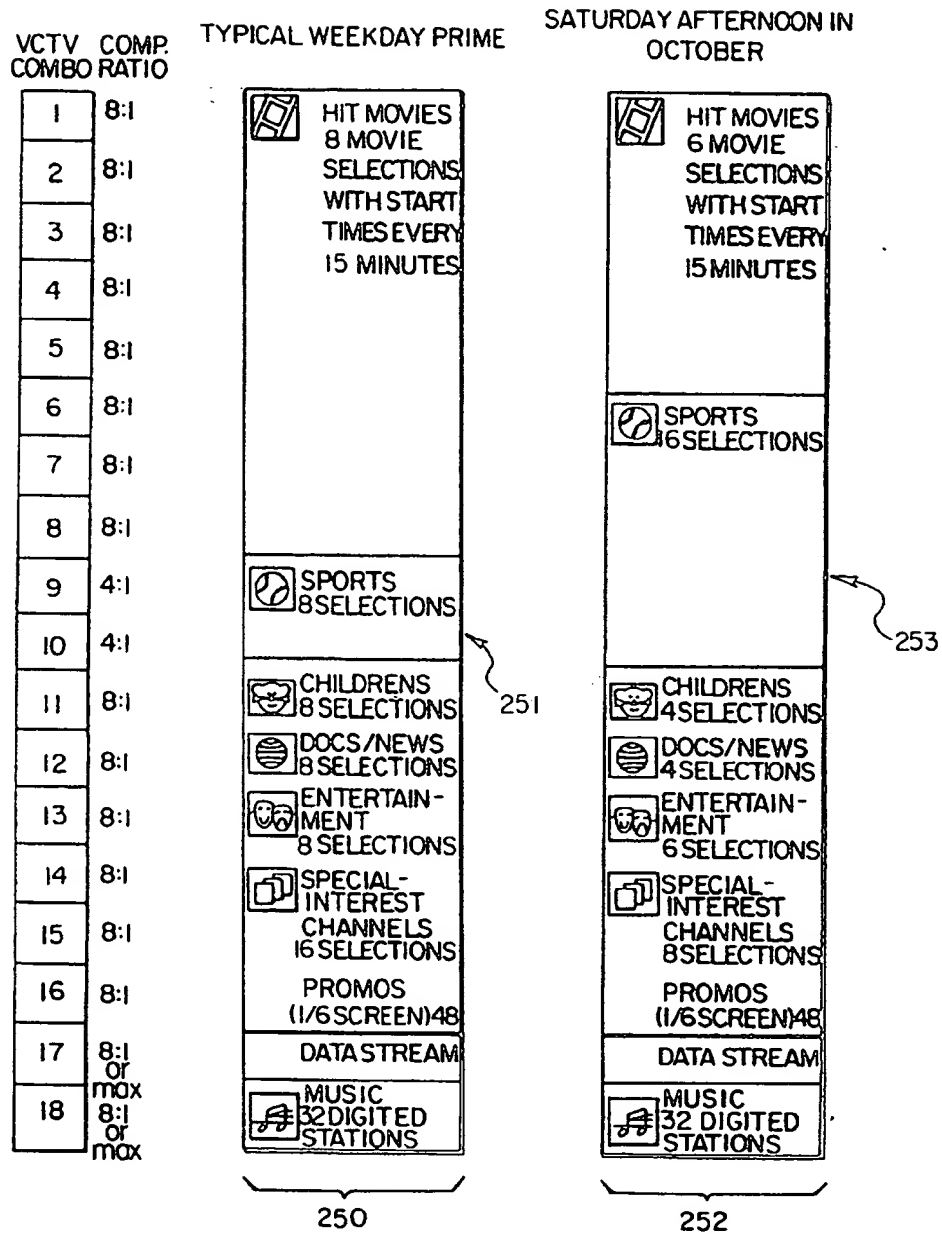 VCTV COMP.
COMBO RATIO
1 8:1
2 8:1
3 8:1
4 8:1
5 8:1
6 8:1
7 8:1
8 8:1
9 4:1
10 4:1
11 8:1
12 8:1
13 8:1
14 8:1
15 8:1
16 8:1
17 8:1
or
max
18 8:1
or
max
TYPICAL WEEKDAY PRIME
HIT MOVIES
8 MOVIE
SELECTIONS
WITH START
TIMES EVERY
15 MINUTES
SPORTS
8 SELECTIONS
251
CHILDRENS
8 SELECTIONS
DOCS/NEWS
8 SELECTIONS
ENTERTAIN-
MENT
8 SELECTIONS
SPECIAL-
INTEREST
CHANNELS
16 SELECTIONS
PROMOS
(1/6 SCREEN) 48
DATA STREAM
MUSIC
32 DIGITED
STATIONS
250
SATURDAY AFTERNOON IN
OCTOBER
HIT MOVIES
6 MOVIE
SELECTIONS
WITH START
TIMES EVERY
15 MINUTES
SPORTS
16 SELECTIONS
253
CHILDRENS
4 SELECTIONS
DOCS/NEWS
4 SELECTIONS
ENTERTAIN-
MENT
6 SELECTIONS
SPECIAL-
INTEREST
CHANNELS
8 SELECTIONS
PROMOS
(1/6 SCREEN) 48
DATA STREAM
MUSIC
32 DIGITED
STATIONS
252